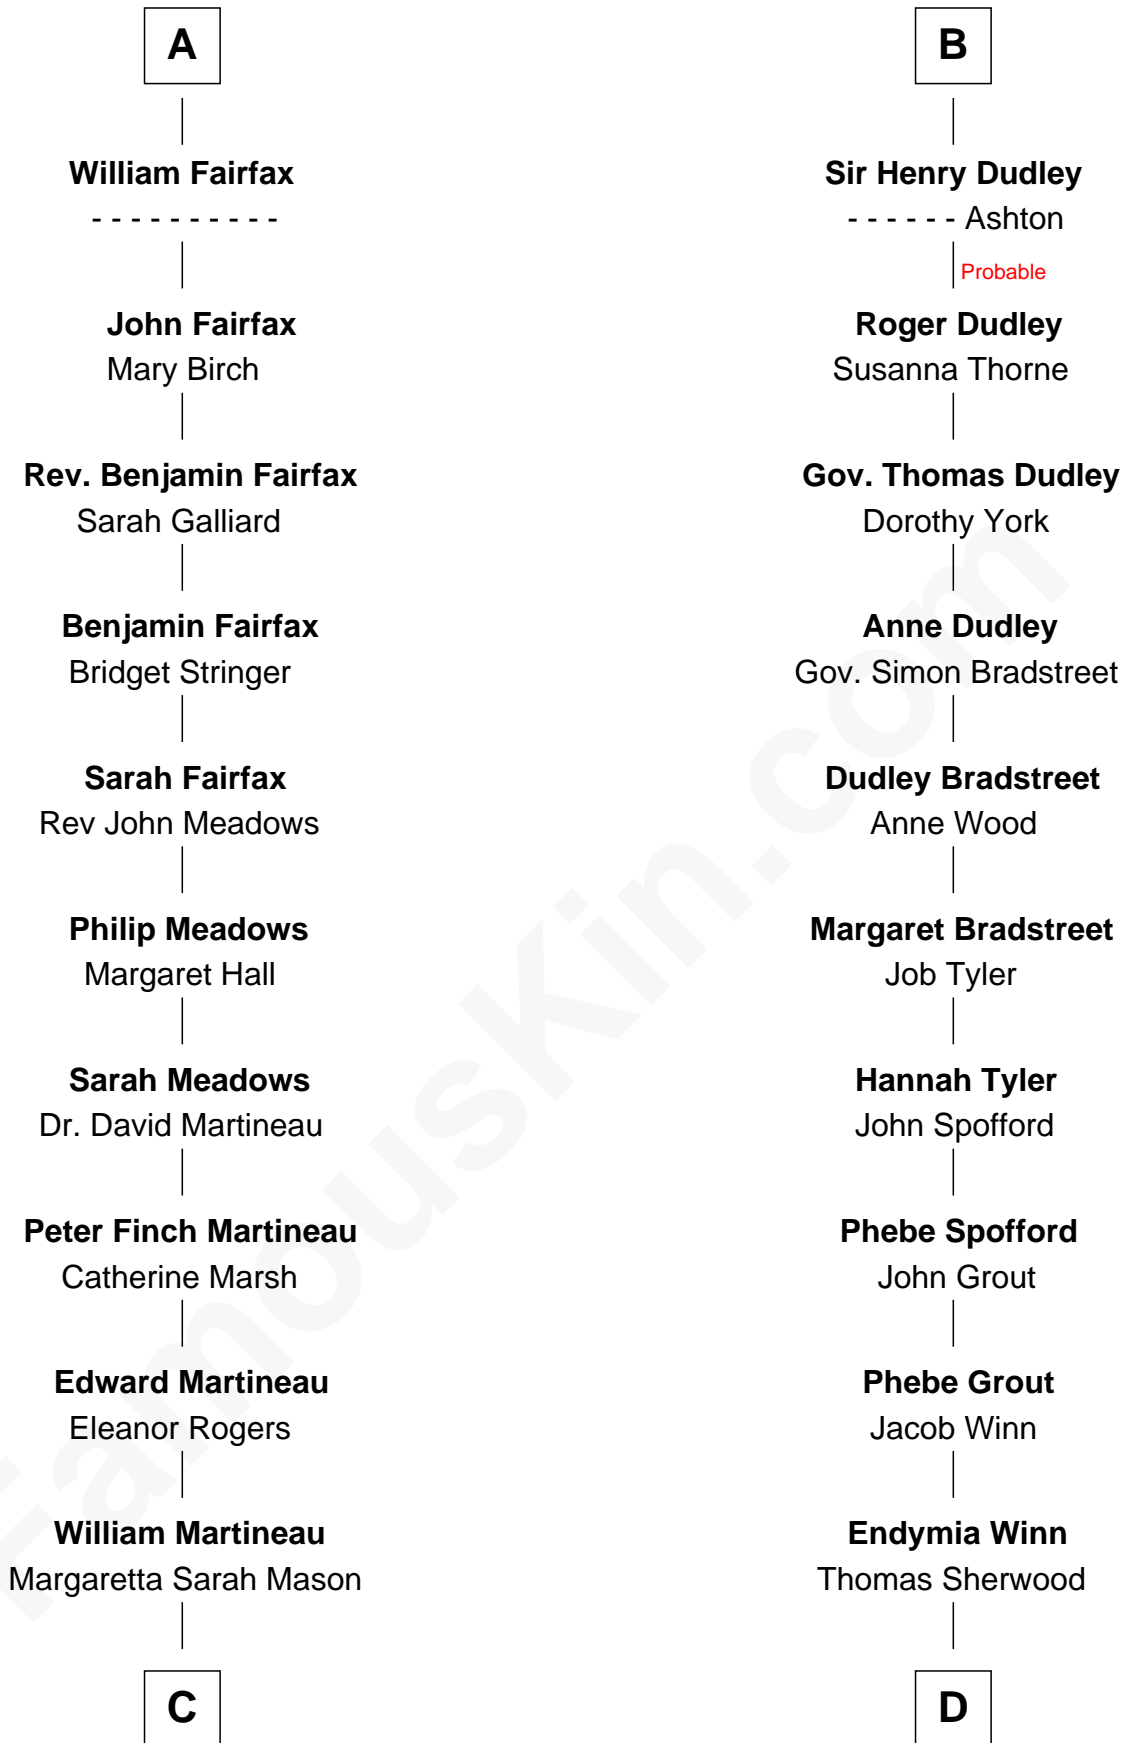 A
William Fairfax
- - - - - - - - - -
John Fairfax
Mary Birch
Rev. Benjamin Fairfax
Sarah Galliard
Benjamin Fairfax
Bridget Stringer
Sarah Fairfax
Rev John Meadows
Philip Meadows
Margaret Hall
Sarah Meadows
Dr. David Martineau
Peter Finch Martineau
Catherine Marsh
Edward Martineau
Eleanor Rogers
William Martineau
Margaretta Sarah Mason
C
B
Sir Henry Dudley
- - - - - - Ashton
Probable
Roger Dudley
Susanna Thorne
Gov. Thomas Dudley
Dorothy York
Anne Dudley
Gov. Simon Bradstreet
Dudley Bradstreet
Anne Wood
Margaret Bradstreet
Job Tyler
Hannah Tyler
John Spofford
Phebe Spofford
John Grout
Phebe Grout
Jacob Winn
Endymia Winn
Thomas Sherwood
D
FamousKin.com